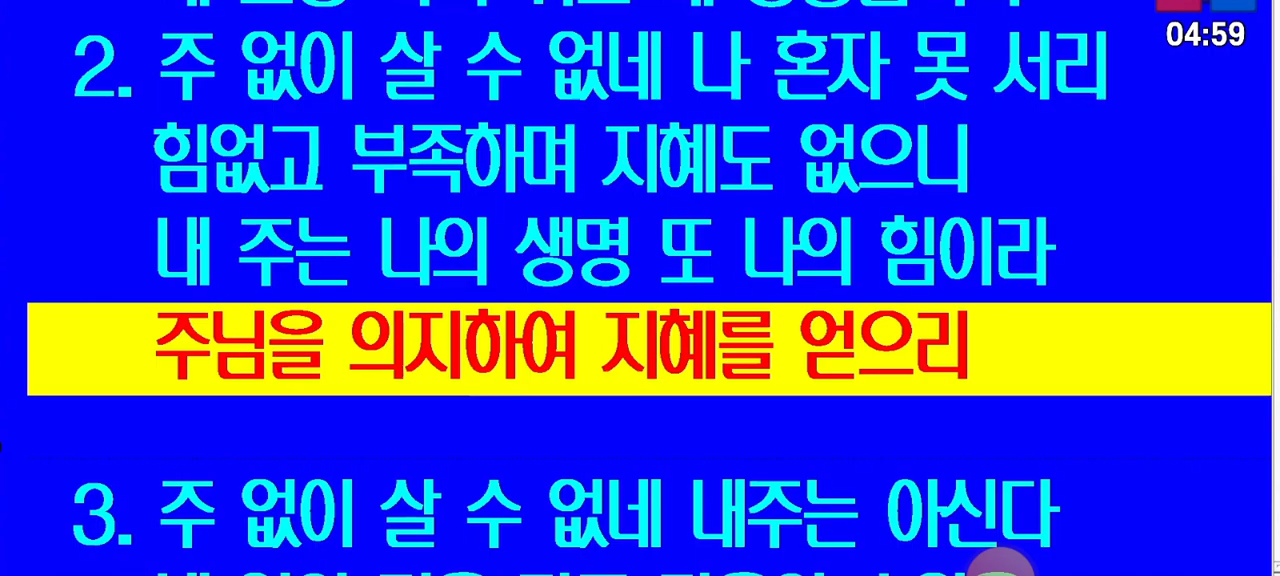 04:59
2. 주 없이 살 수 없네 나 혼자 못 서리
힘없고 부족하며 지혜도 없으니
내 주는 나의 생명 또 나의 힘이라
주님을 의지하여 지혜를 얻으리
3. 주 없이 살 수 없네 내주는 아신다